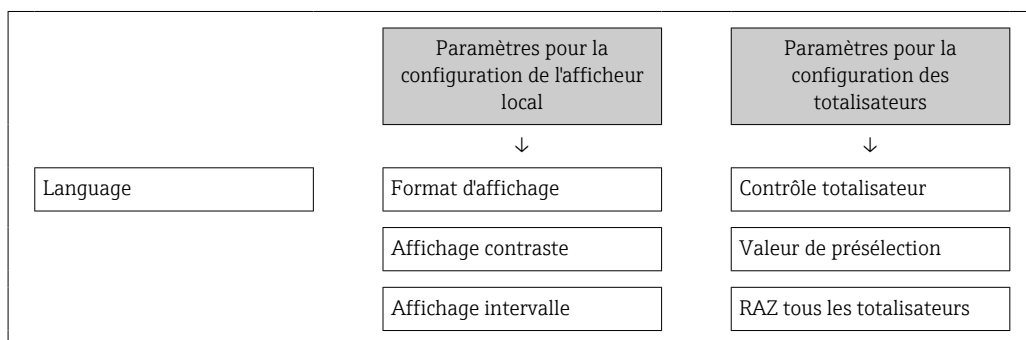 Paramètres pour la
configuration de l'afficheur
local
Paramètres pour la
configuration des
totalisateurs
↓
↓
Language
Format d'affichage
Contrôle totalisateur
Affichage contraste
Valeur de présélection
Affichage intervalle
RAZ tous les totalisateurs